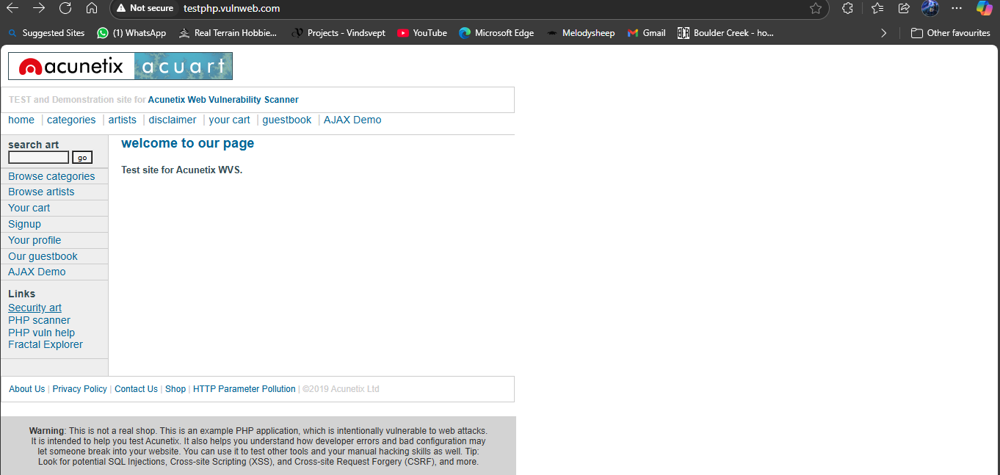 Not secure testphp.vulnweb.com
Suggested Sites (1) WhatsApp Real Terrain Hobbie... Projects - Vindsvept YouTube Microsoft Edge Melodysheep Gmail Boulder Creek - ho... Other favourites
acunetix acuart
TEST and Demonstration site for Acunetix Web Vulnerability Scanner
home | categories | artists | disclaimer | your cart | guestbook | AJAX Demo
search art
go
Browse categories
Browse artists
Your cart
Signup
Your profile
Our guestbook
AJAX Demo
Links
Security art
PHP scanner
PHP vuln help
Fractal Explorer
welcome to our page
Test site for Acunetix WVS.
About Us | Privacy Policy | Contact Us | Shop | HTTP Parameter Pollution | ©2019 Acunetix Ltd
Warning: This is not a real shop. This is an example PHP application, which is intentionally vulnerable to web attacks.
It is intended to help you test Acunetix. It also helps you understand how developer errors and bad configuration may
let someone break into your website. You can use it to test other tools and your manual hacking skills as well. Tip:
Look for potential SQL Injections, Cross-site Scripting (XSS), and Cross-site Request Forgery (CSRF), and more.